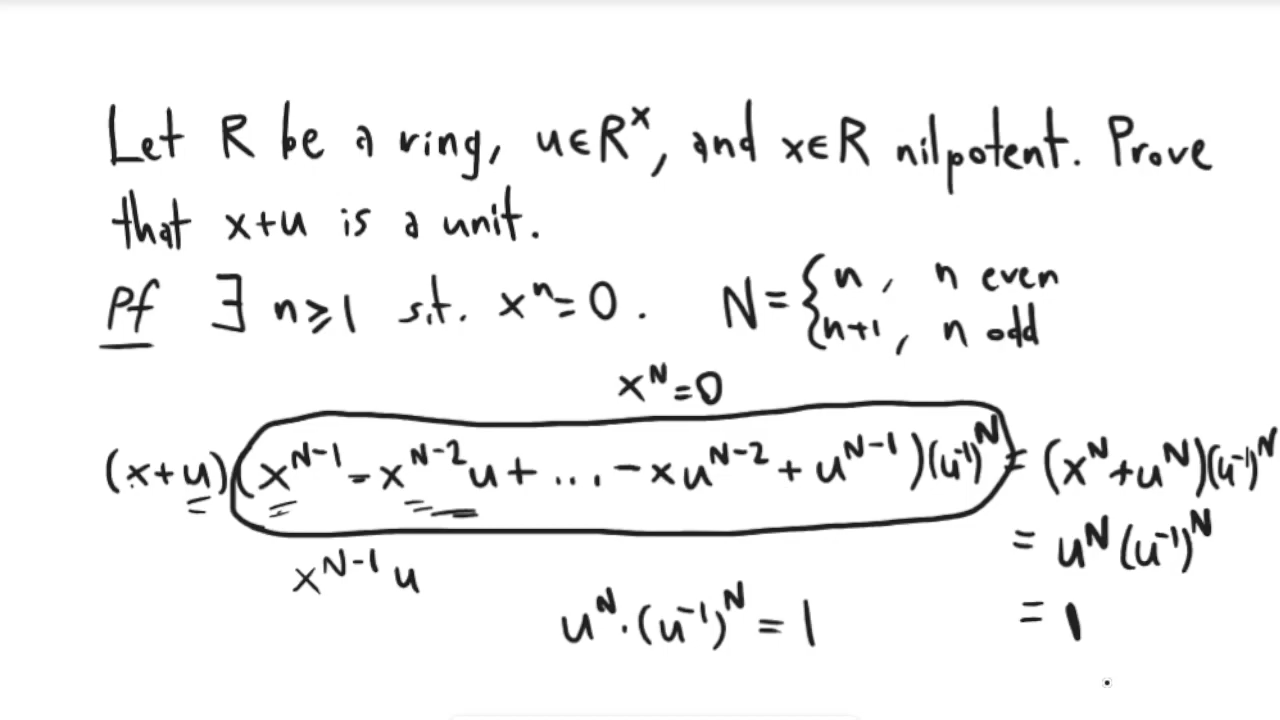 Let R be a ring, u∈R^×, and x∈R nilpotent. Prove
that x+u is a unit.
Pf ∃ n≥1 s.t. x^n=0. N={n, n even
n+1, n odd
x^N=0
(x+u)(x^{N-1}-x^{N-2}u+...-xu^{N-2}+u^{N-1})(u^{-1})^N=(x^N+u^N)(u^{-1})^N
=u^N(u^{-1})^N
x^{N-1}u
u^N·(u^{-1})^N=1
=1